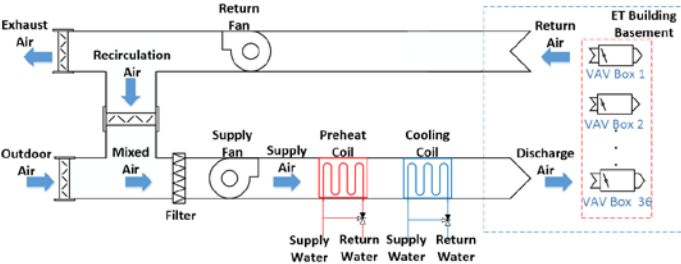 Exhaust
Air
Return
Fan
Return
Air
ET Building
Basement
Recirculation
Air
VAV Box 1
VAV Box 2
.
.
.
VAV Box 36
Outdoor
Air
Mixed
Air
Filter
Supply
Fan
Supply
Air
Preheat
Coil
Cooling
Coil
Discharge
Air
Supply
Water
Return
Water
Supply
Water
Return
Water